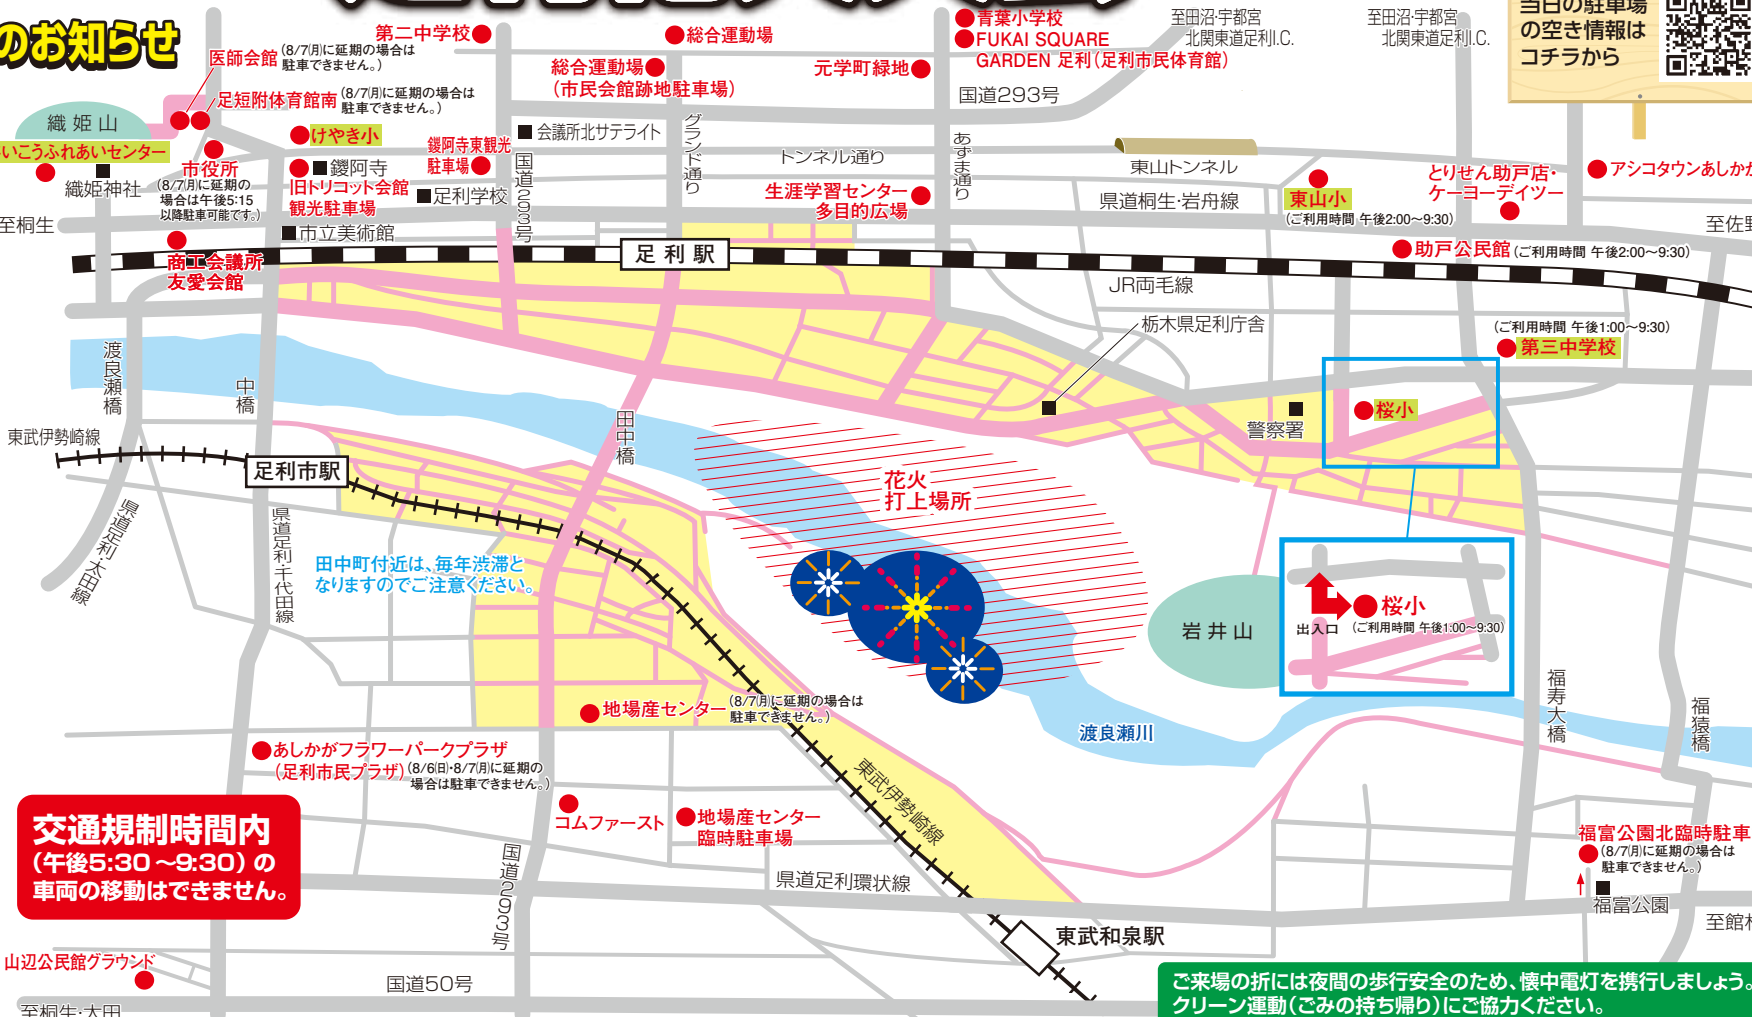 のお知らせ
第二中学校
総合運動場
青葉小学校
FUKAI SQUARE
GARDEN 足利(足利市民体育館)
至田沼・宇都宮
北関東道足利I.C.
至田沼・宇都宮
北関東道足利I.C.
当日の駐車場
の空き情報は
コチラから
医師会館
(8/7㈪に延期の場合は
駐車できません。)
総合運動場
(市民会館跡地駐車場)
元学町緑地
国道293号
足短附体育館南
(8/7㈪に延期の場合は
駐車できません。)
織姫山
けやき小
鑁阿寺東観光
駐車場
会議所北サテライト
グランド通り
トンネル通り
あずま通り
東山トンネル
いこうふれあいセンター
織姫神社
市役所
(8/7㈪に延期の
場合は午後5:15
以降駐車可能です。)
鑁阿寺
旧トリコット会館
観光駐車場
足利学校
国道293号
生涯学習センター
多目的広場
県道桐生・岩舟線
東山小
(ご利用時間 午後2:00〜9:30)
とりせん助戸店・
ケーヨーデイツー
アシコタウンあしかが
至桐生
市立美術館
至佐野
商工会議所
友愛会館
足利駅
助戸公民館
(ご利用時間 午後2:00〜9:30)
JR両毛線
栃木県足利庁舎
(ご利用時間 午後1:00〜9:30)
第三中学校
渡良瀬橋
中橋
田中橋
桜小
警察署
東武伊勢崎線
足利市駅
花火
打上場所
県道足利・太田線
県道足利・千代田線
田中町付近は、毎年渋滞と
なりますのでご注意ください。
桜小
出入口
(ご利用時間 午後1:00〜9:30)
岩井山
福寿大橋
福猿橋
地場産センター
(8/7㈪に延期の場合は
駐車できません。)
渡良瀬川
あしかがフラワーパークプラザ
(足利市民プラザ)
(8/6㈰・8/7㈪に延期の
場合は駐車できません。)
東武伊勢崎線
コムファースト
地場産センター
臨時駐車場
交通規制時間内
(午後5:30〜9:30)の
車両の移動はできません。
福富公園北臨時駐車
(8/7㈪に延期の場合は
駐車できません。)
福富公園
国道293号
県道足利環状線
至館林
東武和泉駅
山辺公民館グラウンド
国道50号
至桐生・太田
ご来場の折には夜間の歩行安全のため、懐中電灯を携行しましょう。
クリーン運動(ごみの持ち帰り)にご協力ください。